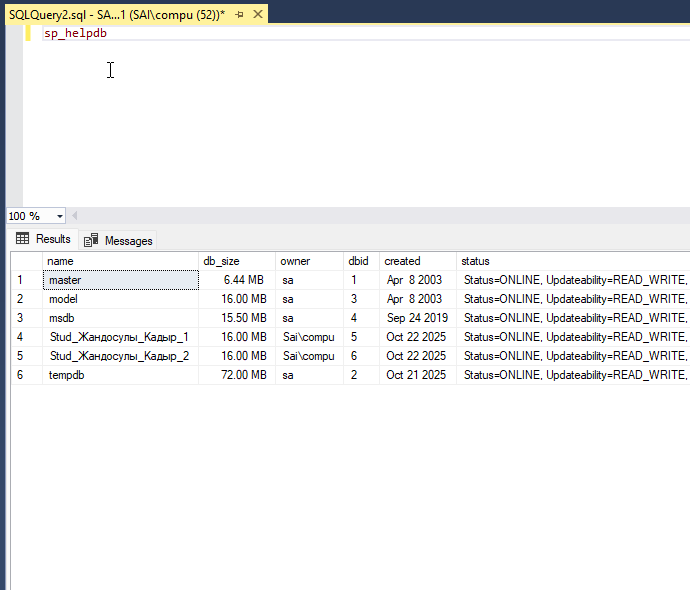 SQLQuery2.sql - SA...1 (SAI\compu (52))*
sp_helpdb
100 %
Results Messages
name db_size owner dbid created status
1 master 6.44 MB sa 1 Apr 8 2003 Status=ONLINE, Updateability=READ_WRITE,
2 model 16.00 MB sa 3 Apr 8 2003 Status=ONLINE, Updateability=READ_WRITE,
3 msdb 15.50 MB sa 4 Sep 24 2019 Status=ONLINE, Updateability=READ_WRITE,
4 Stud_Жандосулы_Кадыр_1 16.00 MB Sai\compu 5 Oct 22 2025 Status=ONLINE, Updateability=READ_WRITE,
5 Stud_Жандосулы_Кадыр_2 16.00 MB Sai\compu 6 Oct 22 2025 Status=ONLINE, Updateability=READ_WRITE,
6 tempdb 72.00 MB sa 2 Oct 21 2025 Status=ONLINE, Updateability=READ_WRITE,